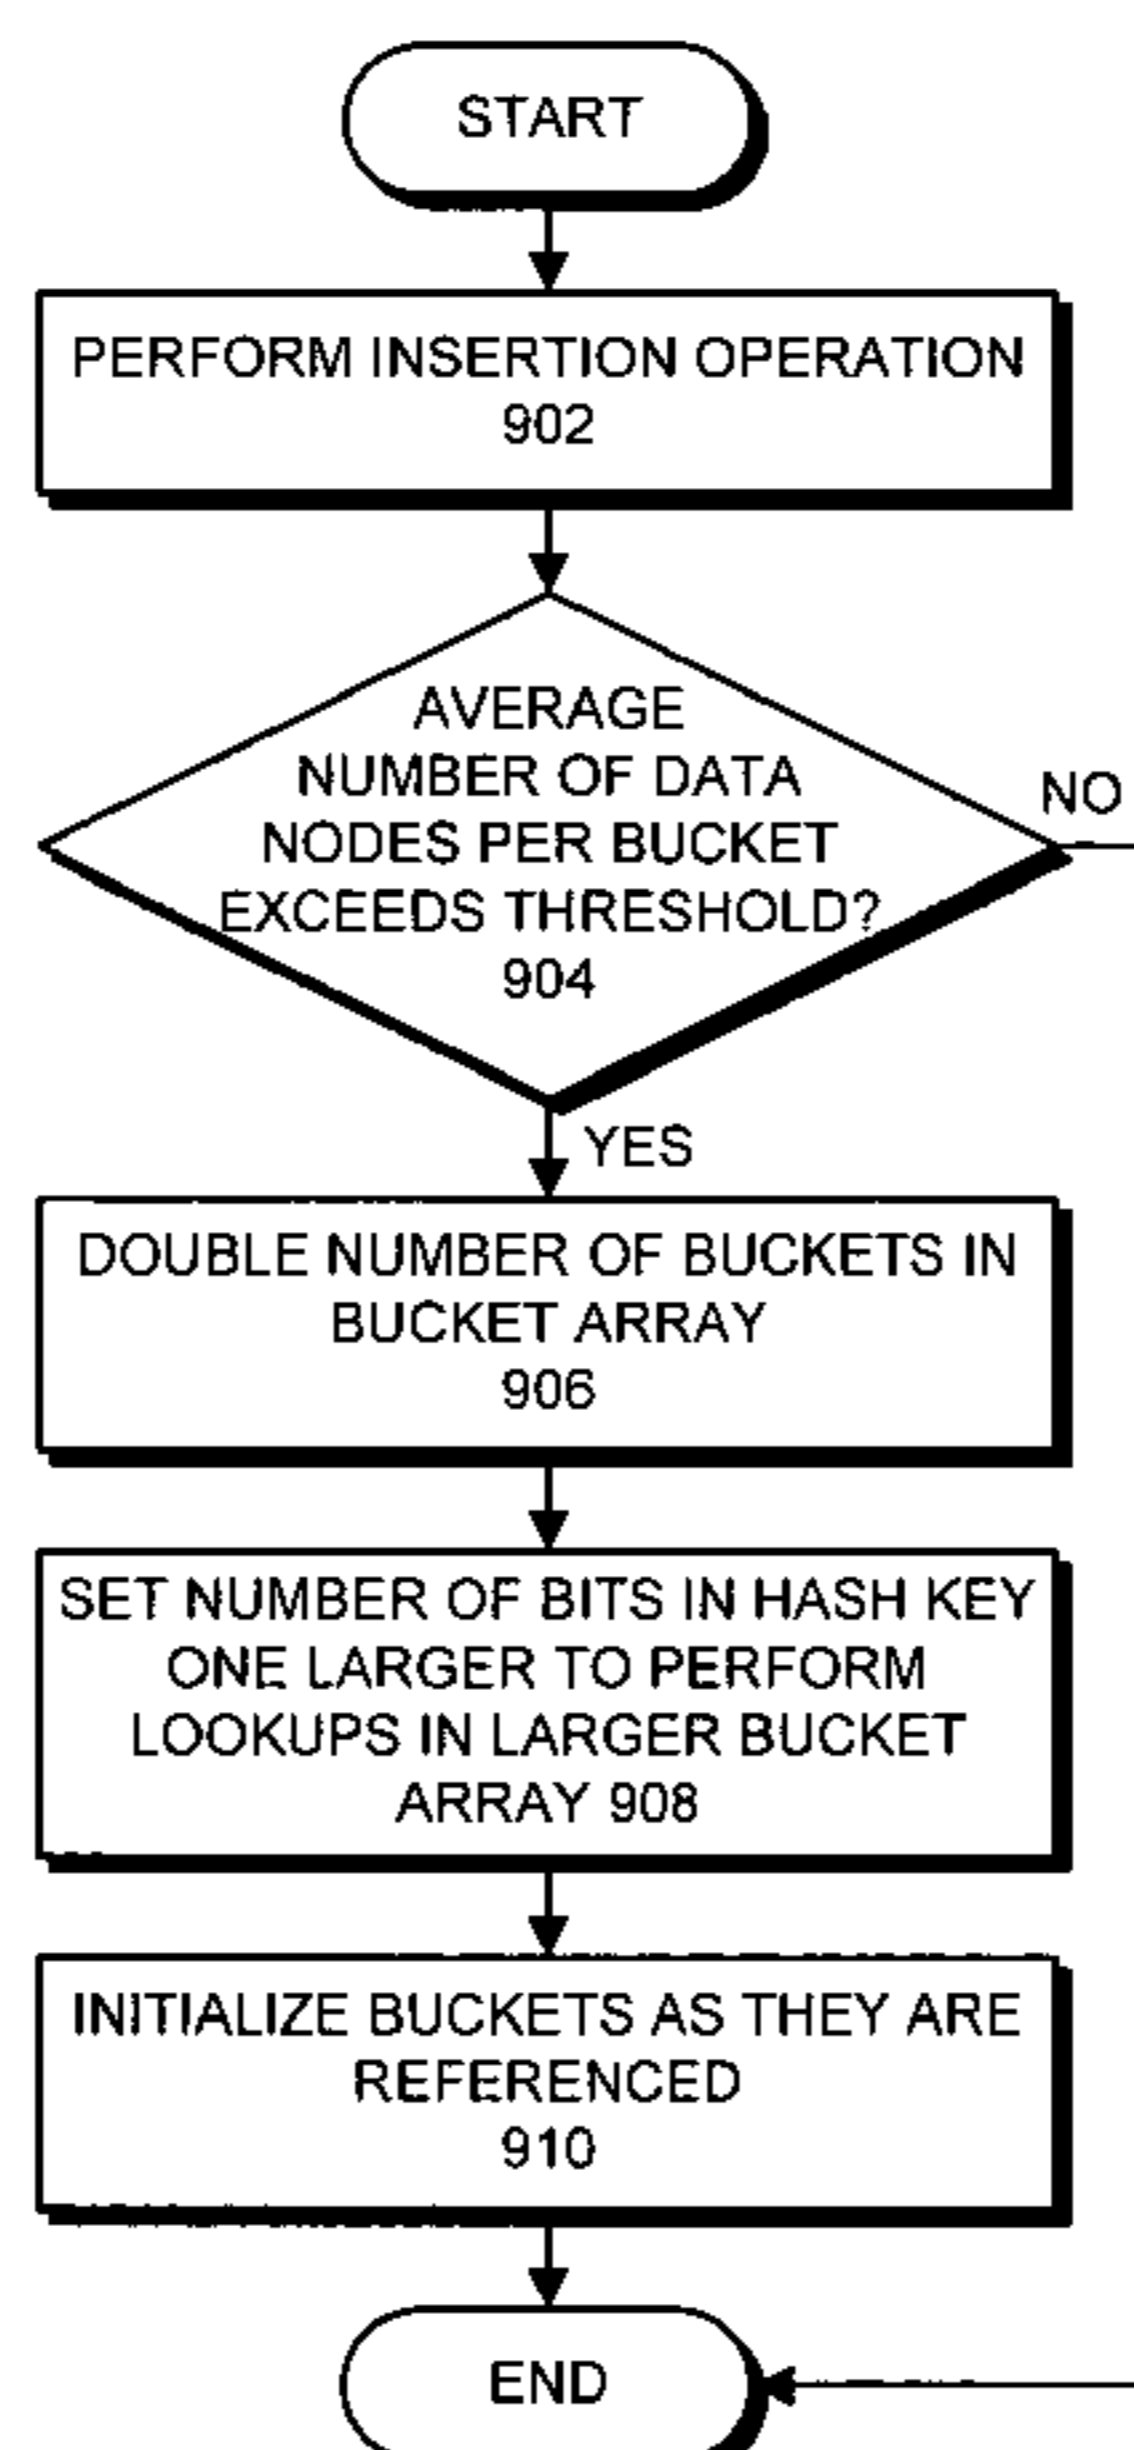 START
PERFORM INSERTION OPERATION
902
AVERAGE
NUMBER OF DATA
NODES PER BUCKET
EXCEEDS THRESHOLD?
904
NO
YES
DOUBLE NUMBER OF BUCKETS IN
BUCKET ARRAY
906
SET NUMBER OF BITS IN HASH KEY
ONE LARGER TO PERFORM
LOOKUPS IN LARGER BUCKET
ARRAY 908
INITIALIZE BUCKETS AS THEY ARE
REFERENCED
910
END